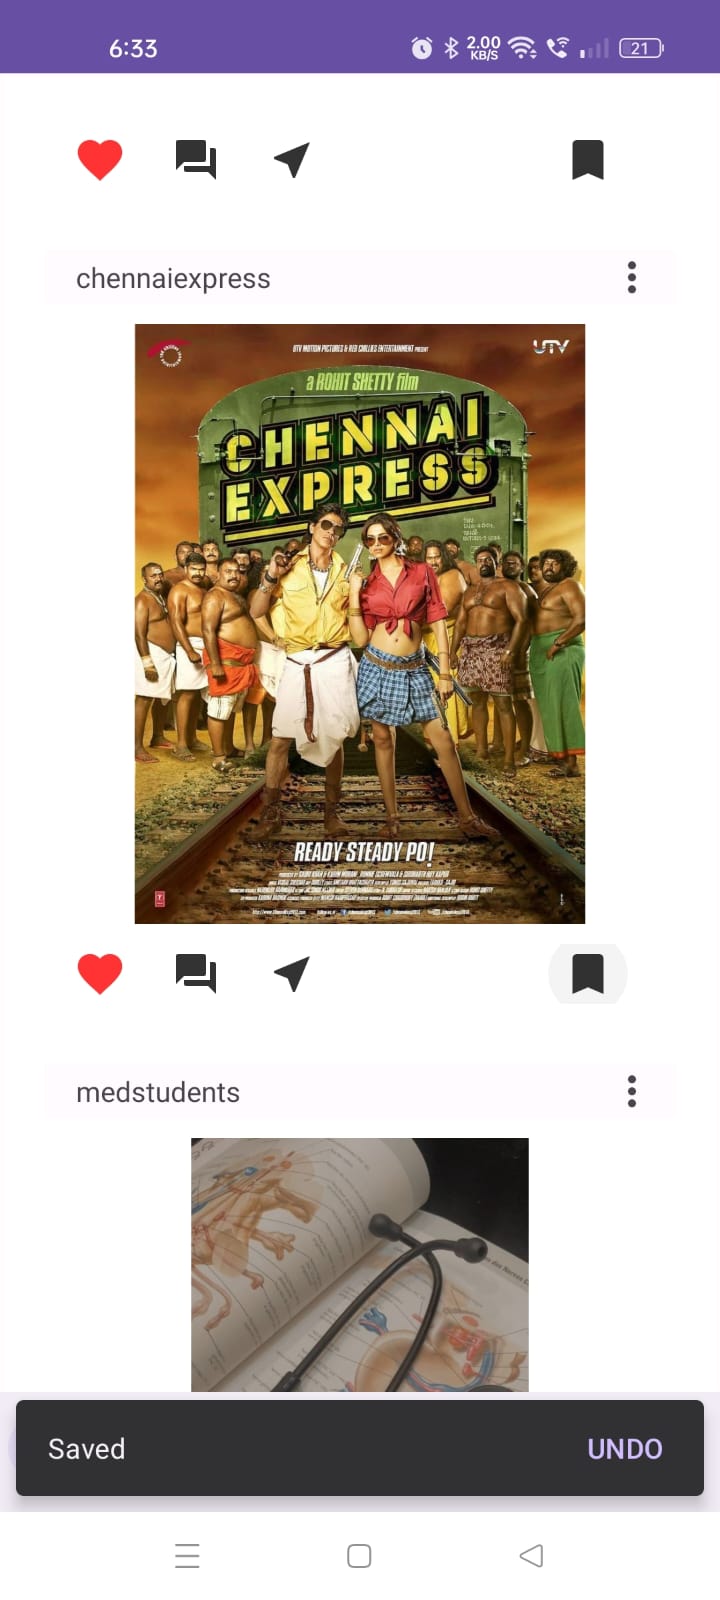 6:33
2.00
KB/S
21
chennaiexpress
UTV MOTION PICTURES & RED CHILLIES ENTERTAINMENT PRESENT
UTV
a ROHIT SHETTY film
CHENNAI
EXPRESS
READY STEADY PO!
medstudents
Saved
UNDO